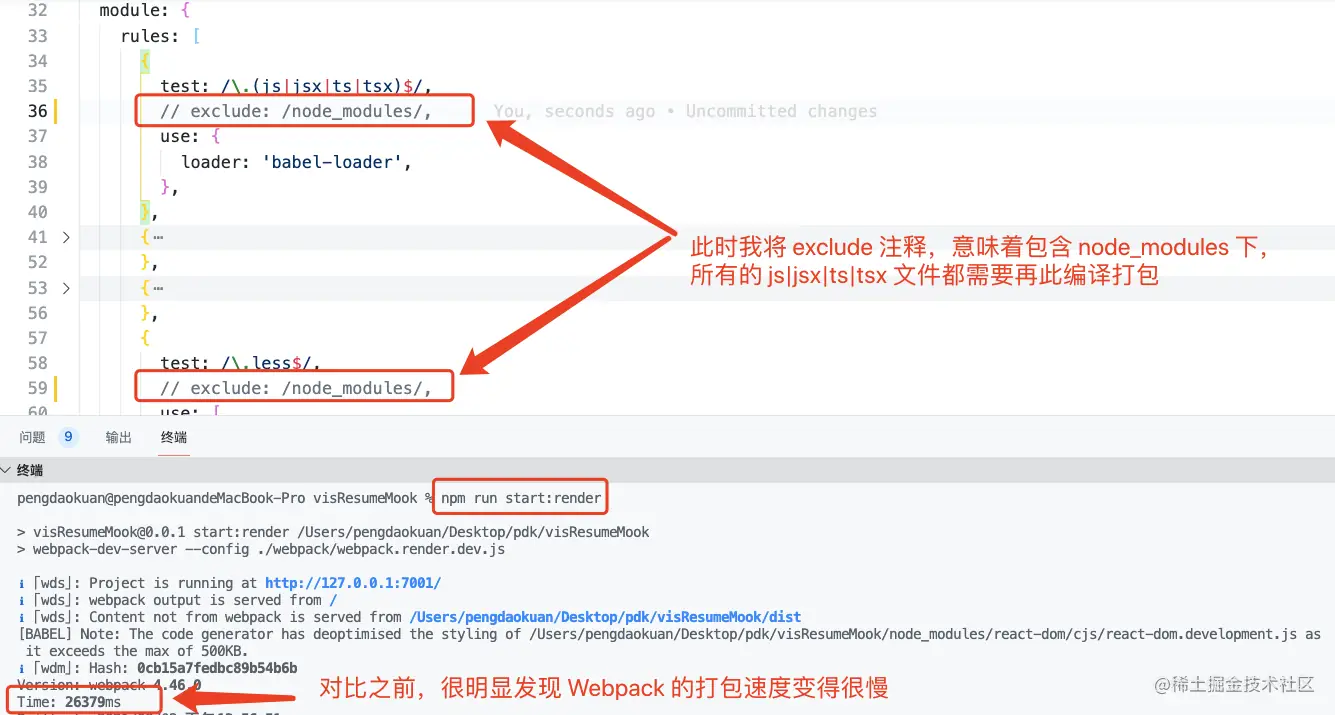 32 module: {
33 rules: [
34 {
35 test: /\.(js|jsx|ts|tsx)$/,
36 // exclude: /node_modules/, You, seconds ago • Uncommitted changes
37 use: {
38 loader: 'babel-loader',
39 },
40 },
此时我将 exclude 注释，意味着包含 node_modules 下，
所有的 js|jsx|ts|tsx 文件都需要再此编译打包
41 > { ⋯
52 },
53 > { ⋯
56 },
57 {
58 test: /\.less$/,
59 // exclude: /node_modules/,
60 use: [
问题 9 输出 终端
终端
pengdaokuan@pengdaokuandeMacBook-Pro visResumeMook % npm run start:render
> visResumeMook@0.0.1 start:render /Users/pengdaokuan/Desktop/pdk/visResumeMook
> webpack-dev-server --config ./webpack/webpack.render.dev.js
ℹ ｢wds｣: Project is running at http://127.0.0.1:7001/
ℹ ｢wds｣: webpack output is served from /
ℹ ｢wds｣: Content not from webpack is served from /Users/pengdaokuan/Desktop/pdk/visResumeMook/dist
[BABEL] Note: The code generator has deoptimised the styling of /Users/pengdaokuan/Desktop/pdk/visResumeMook/node_modules/react-dom/cjs/react-dom.development.js as
it exceeds the max of 500KB.
ℹ ｢wdm｣: Hash: 0cb15a7fedbc89b54b6b
Version: webpack 4.46.0
Time: 26379ms
对比之前，很明显发现 Webpack 的打包速度变得很慢
@稀土掘金技术社区